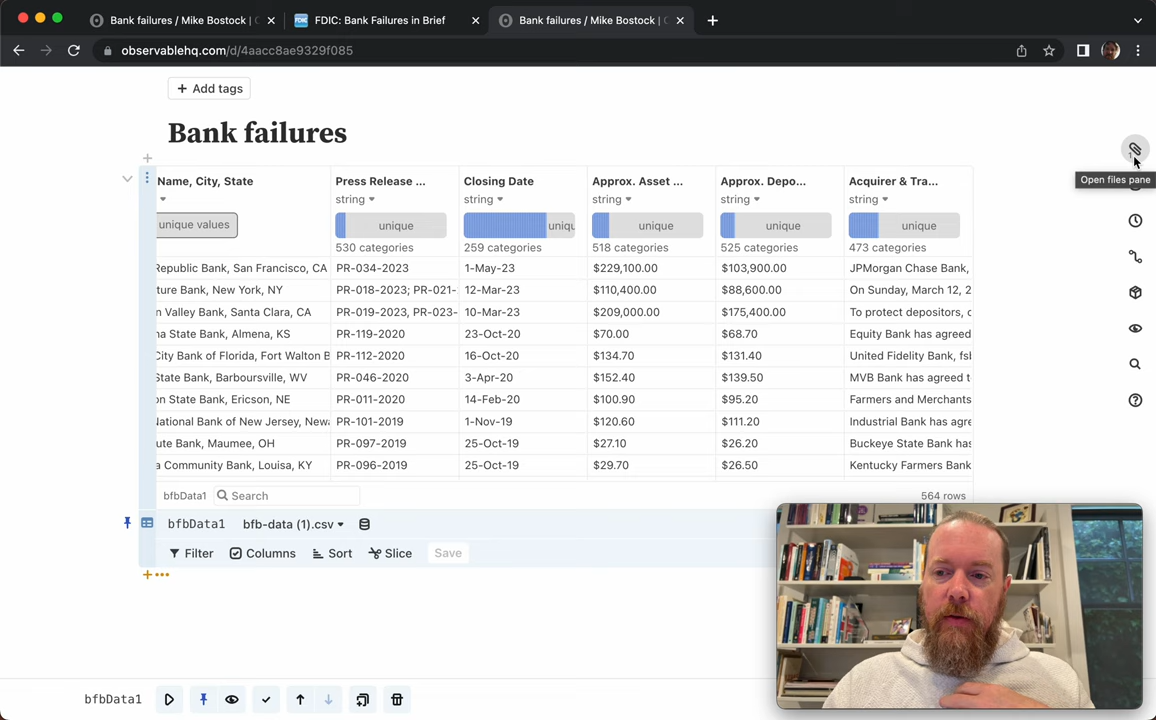 Bank failures / Mike Bostock | FDIC: Bank Failures in Brief Bank failures / Mike Bostock |
observablehq.com/d/4aacc8ae9329f085
+ Add tags
Bank failures
Open files pane
Name, City, State Press Release ... Closing Date Approx. Asset ... Approx. Depo... Acquirer & Tra...
string string string string string
unique values unique uniqu unique unique unique
530 categories 259 categories 518 categories 525 categories 473 categories
Republic Bank, San Francisco, CA PR-034-2023 1-May-23 $229,100.00 $103,900.00 JPMorgan Chase Bank,
ture Bank, New York, NY PR-018-2023; PR-021- 12-Mar-23 $110,400.00 $88,600.00 On Sunday, March 12, 2
n Valley Bank, Santa Clara, CA PR-019-2023, PR-023- 10-Mar-23 $209,000.00 $175,400.00 To protect depositors,
na State Bank, Almena, KS PR-119-2020 23-Oct-20 $70.00 $68.70 Equity Bank has agreed
City Bank of Florida, Fort Walton B PR-112-2020 16-Oct-20 $134.70 $131.40 United Fidelity Bank, fsb
State Bank, Barboursville, WV PR-046-2020 3-Apr-20 $152.40 $139.50 MVB Bank has agreed t
on State Bank, Ericson, NE PR-011-2020 14-Feb-20 $100.90 $95.20 Farmers and Merchants
National Bank of New Jersey, Newa PR-101-2019 1-Nov-19 $120.60 $111.20 Industrial Bank has agre
ute Bank, Maumee, OH PR-097-2019 25-Oct-19 $27.10 $26.20 Buckeye State Bank has
a Community Bank, Louisa, KY PR-096-2019 25-Oct-19 $29.70 $26.50 Kentucky Farmers Bank
bfbData1 Search 564 rows
bfbData1 bfb-data (1).csv
Filter Columns Sort Slice Save
bfbData1